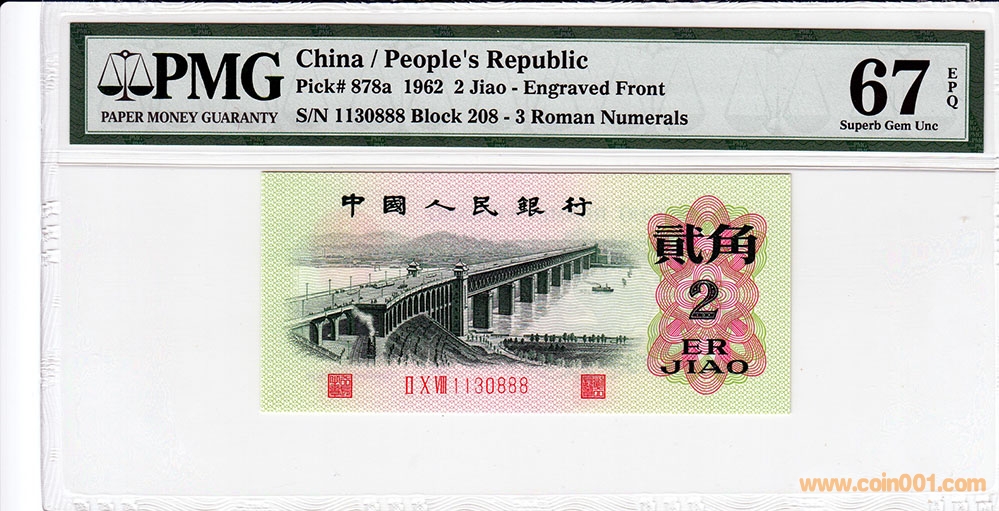 PMG
PAPER MONEY GUARANTY
China / People's Republic
Pick# 878a 1962 2 Jiao - Engraved Front
S/N 1130888 Block 208 - 3 Roman Numerals
67
EPQ
Superb Gem Unc
中國人民銀行
貳角
2
ER
JIAO
II X VIII 1130888
www.coin001.com